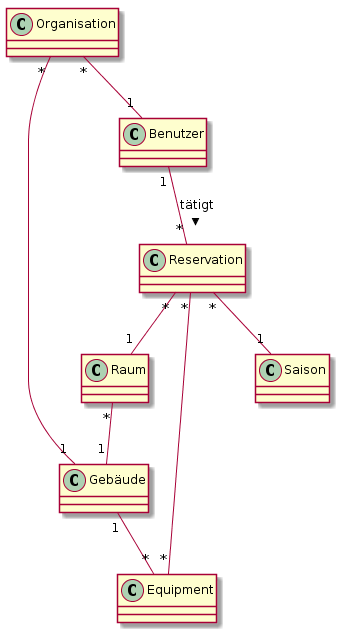 C Organisation
* *
1
C Benutzer
1
tätigt
*
C Reservation
* * *
1 1
C Raum C Saison
*
1 1
C Gebäude
1
* *
C Equipment